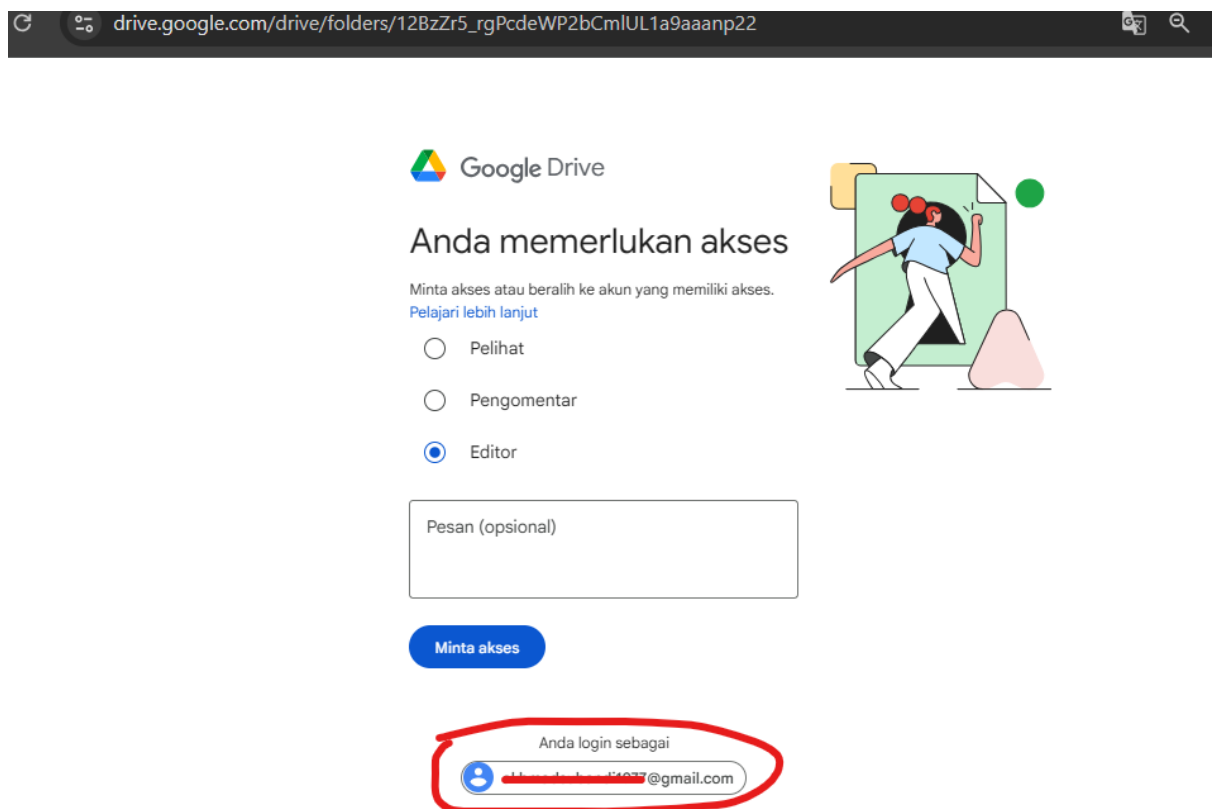 drive.google.com/drive/folders/12BzZr5_rgPcdeWP2bCmlUL1a9aaanp22
Google Drive
Anda memerlukan akses
Minta akses atau beralih ke akun yang memiliki akses.
Pelajari lebih lanjut
Pelihat
Pengomentar
Editor
Pesan (opsional)
Minta akses
Anda login sebagai
@gmail.com